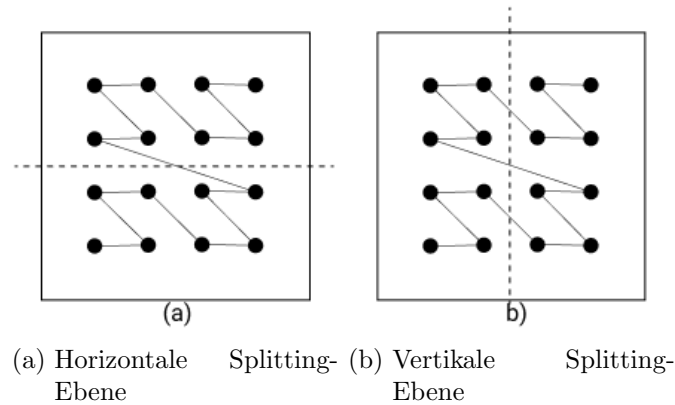 (a)
b)
(a) Horizontale Splitting-
Ebene
(b) Vertikale Splitting-
Ebene